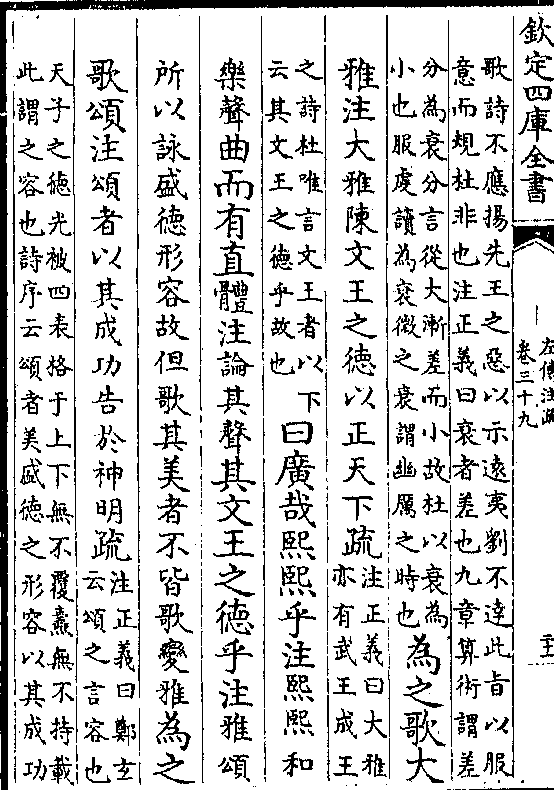 欽定四庫全書
左傳注疏
卷三十九
歌詩不應揚先王之惡以示遠夷劉不達此旨以服
意而規杜非也注正義曰衰者差也九章算術謂差
分為衰分言從大漸差而小故杜以衰為
小也服虔讀為衰微之衰謂幽厲之時也
為之歌大
雅注大雅陳文王之德以正天下疏
注正義曰大雅
亦有武王成王
之詩杜唯言文王者以下
云其文王之德乎故也
曰廣哉熙熙乎注熙熙和
樂聲曲而有直體注論其聲其文王之德乎注雅頌
所以詠盛德形容故但歌其美者不皆歌變雅為之
歌頌注頌者以其成功告於神明疏
注正義曰鄭玄
云頌之言容也
天子之德光被四表格于上下無不覆燾無不持載
此謂之容也詩序云頌者美盛德之形容以其成功